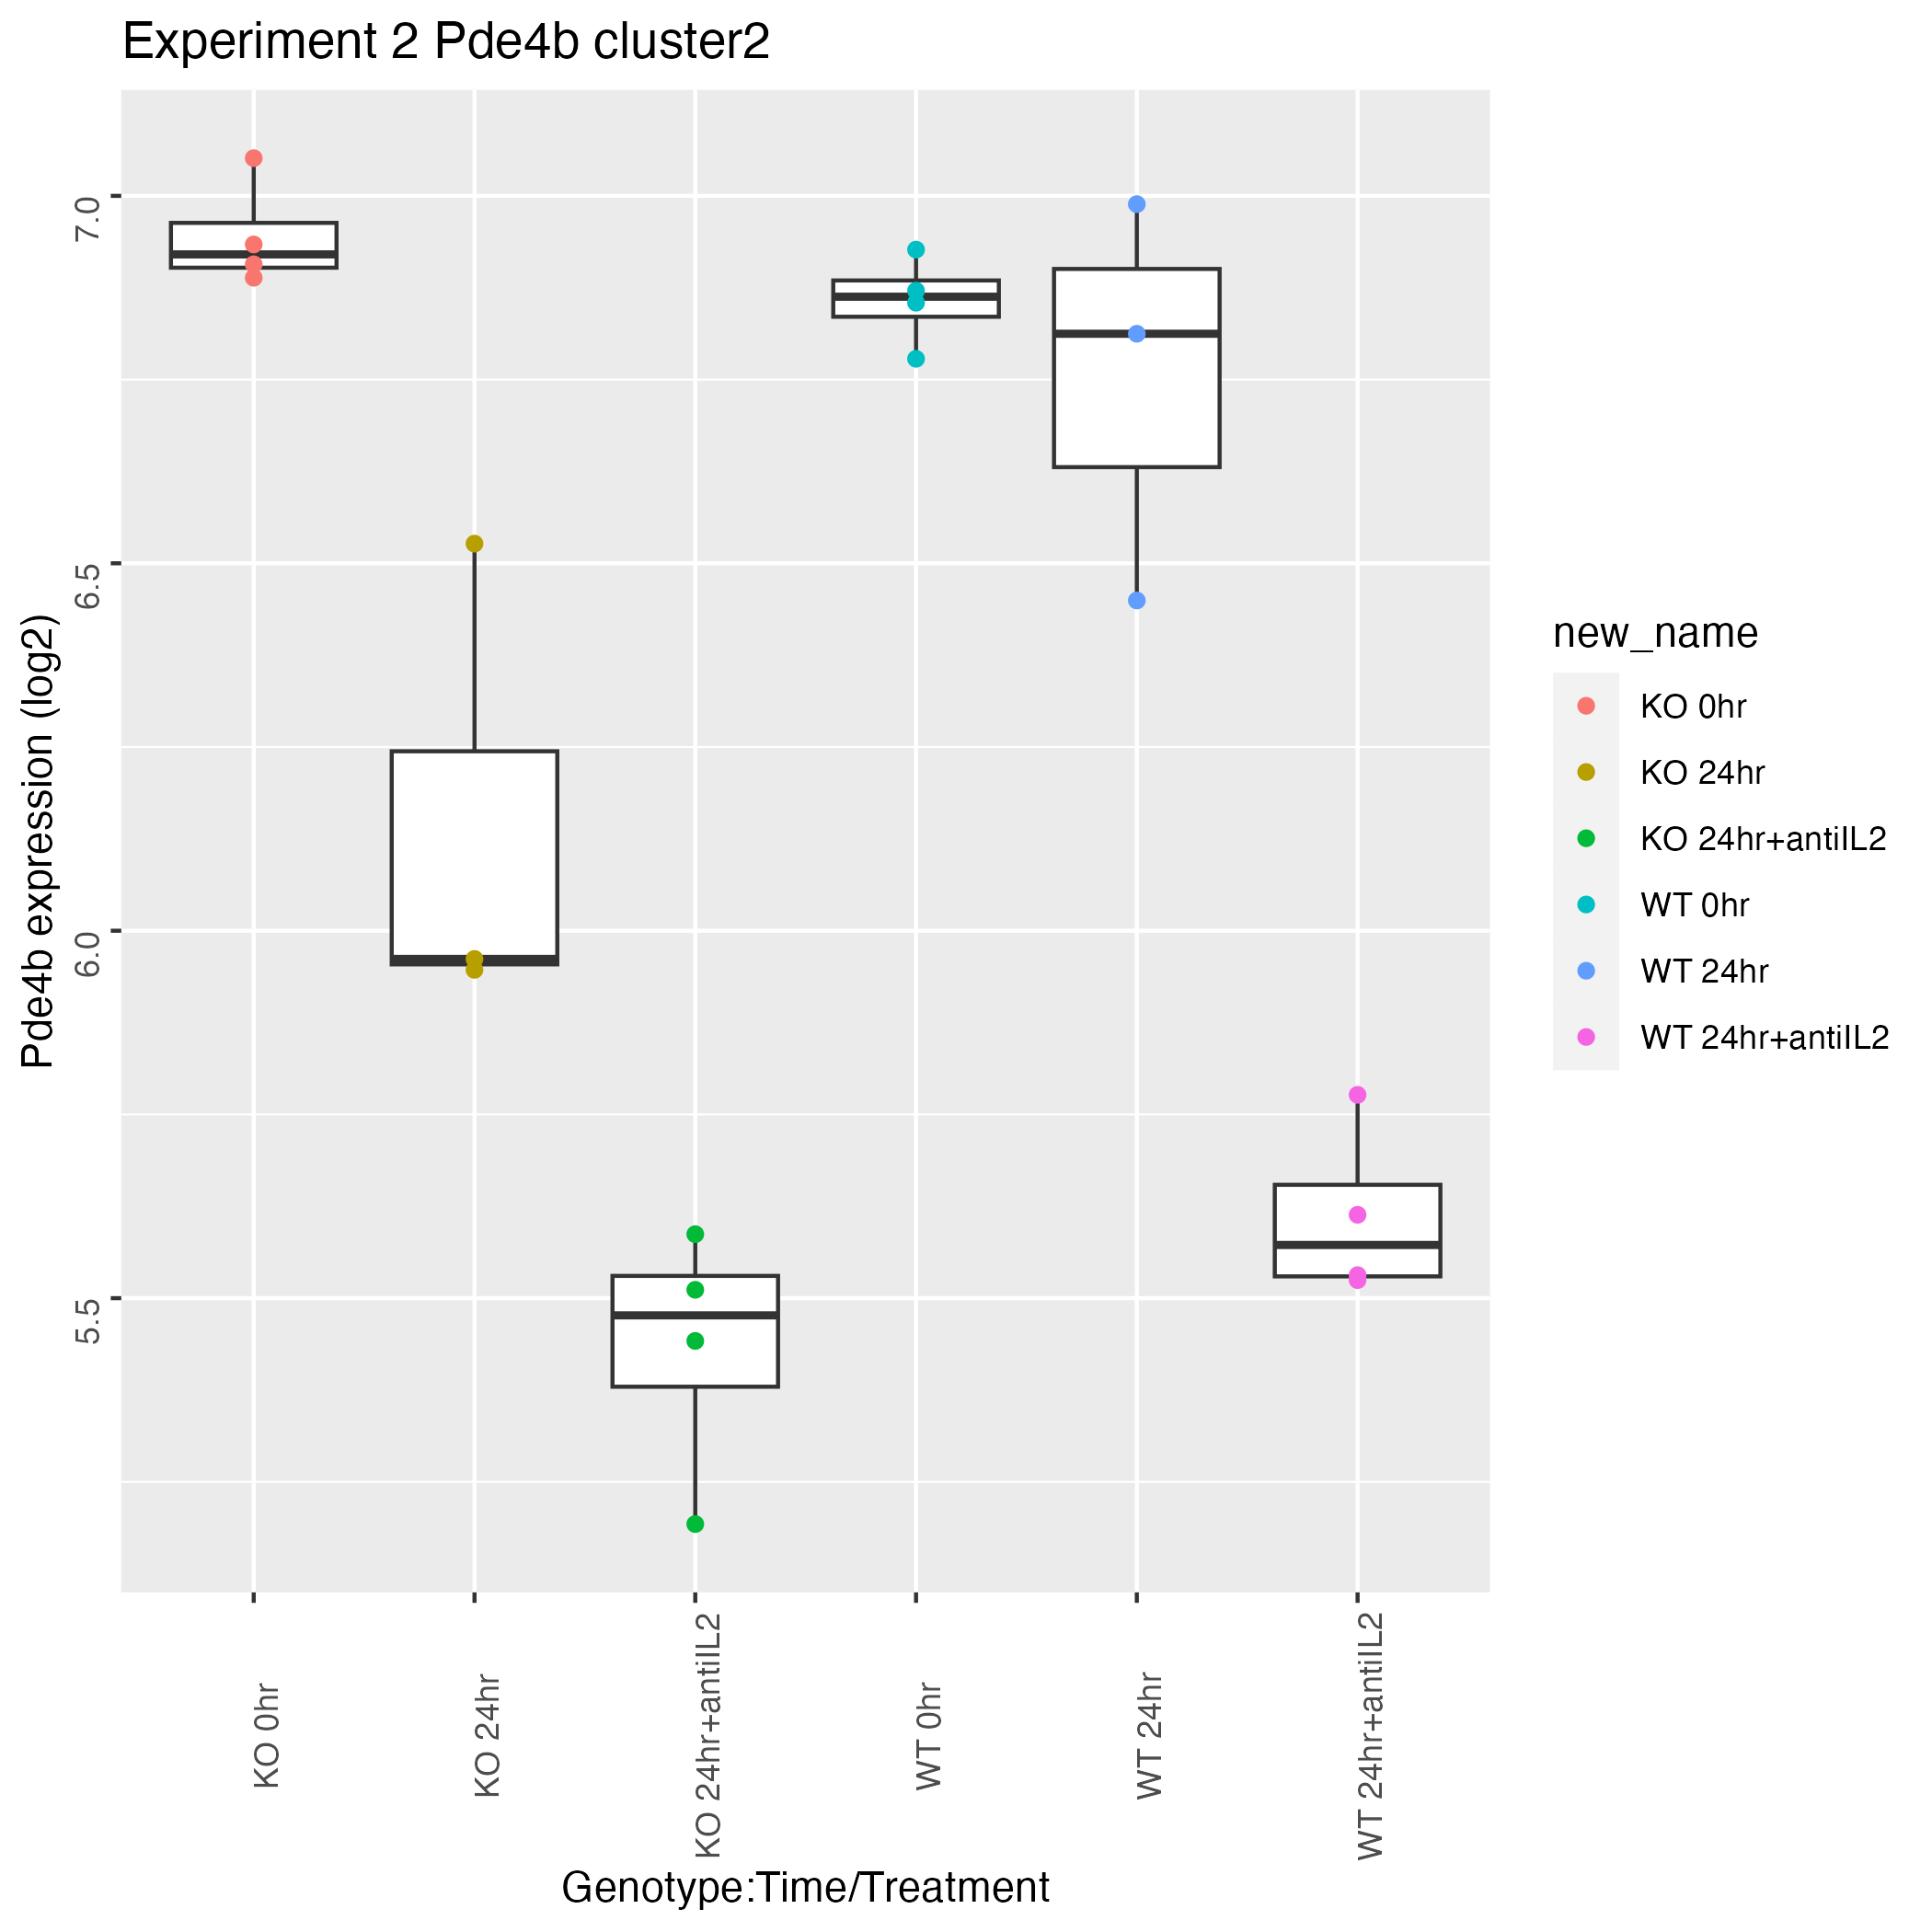 Experiment 2 Pde4b cluster2
Pde4b expression (log2)
7.0
6.5
6.0
5.5
KO 0hr
KO 24hr
KO 24hr+antiIL2
WT 0hr
WT 24hr
WT 24hr+antiIL2
Genotype:Time/Treatment
new_name
KO 0hr
KO 24hr
KO 24hr+antiIL2
WT 0hr
WT 24hr
WT 24hr+antiIL2